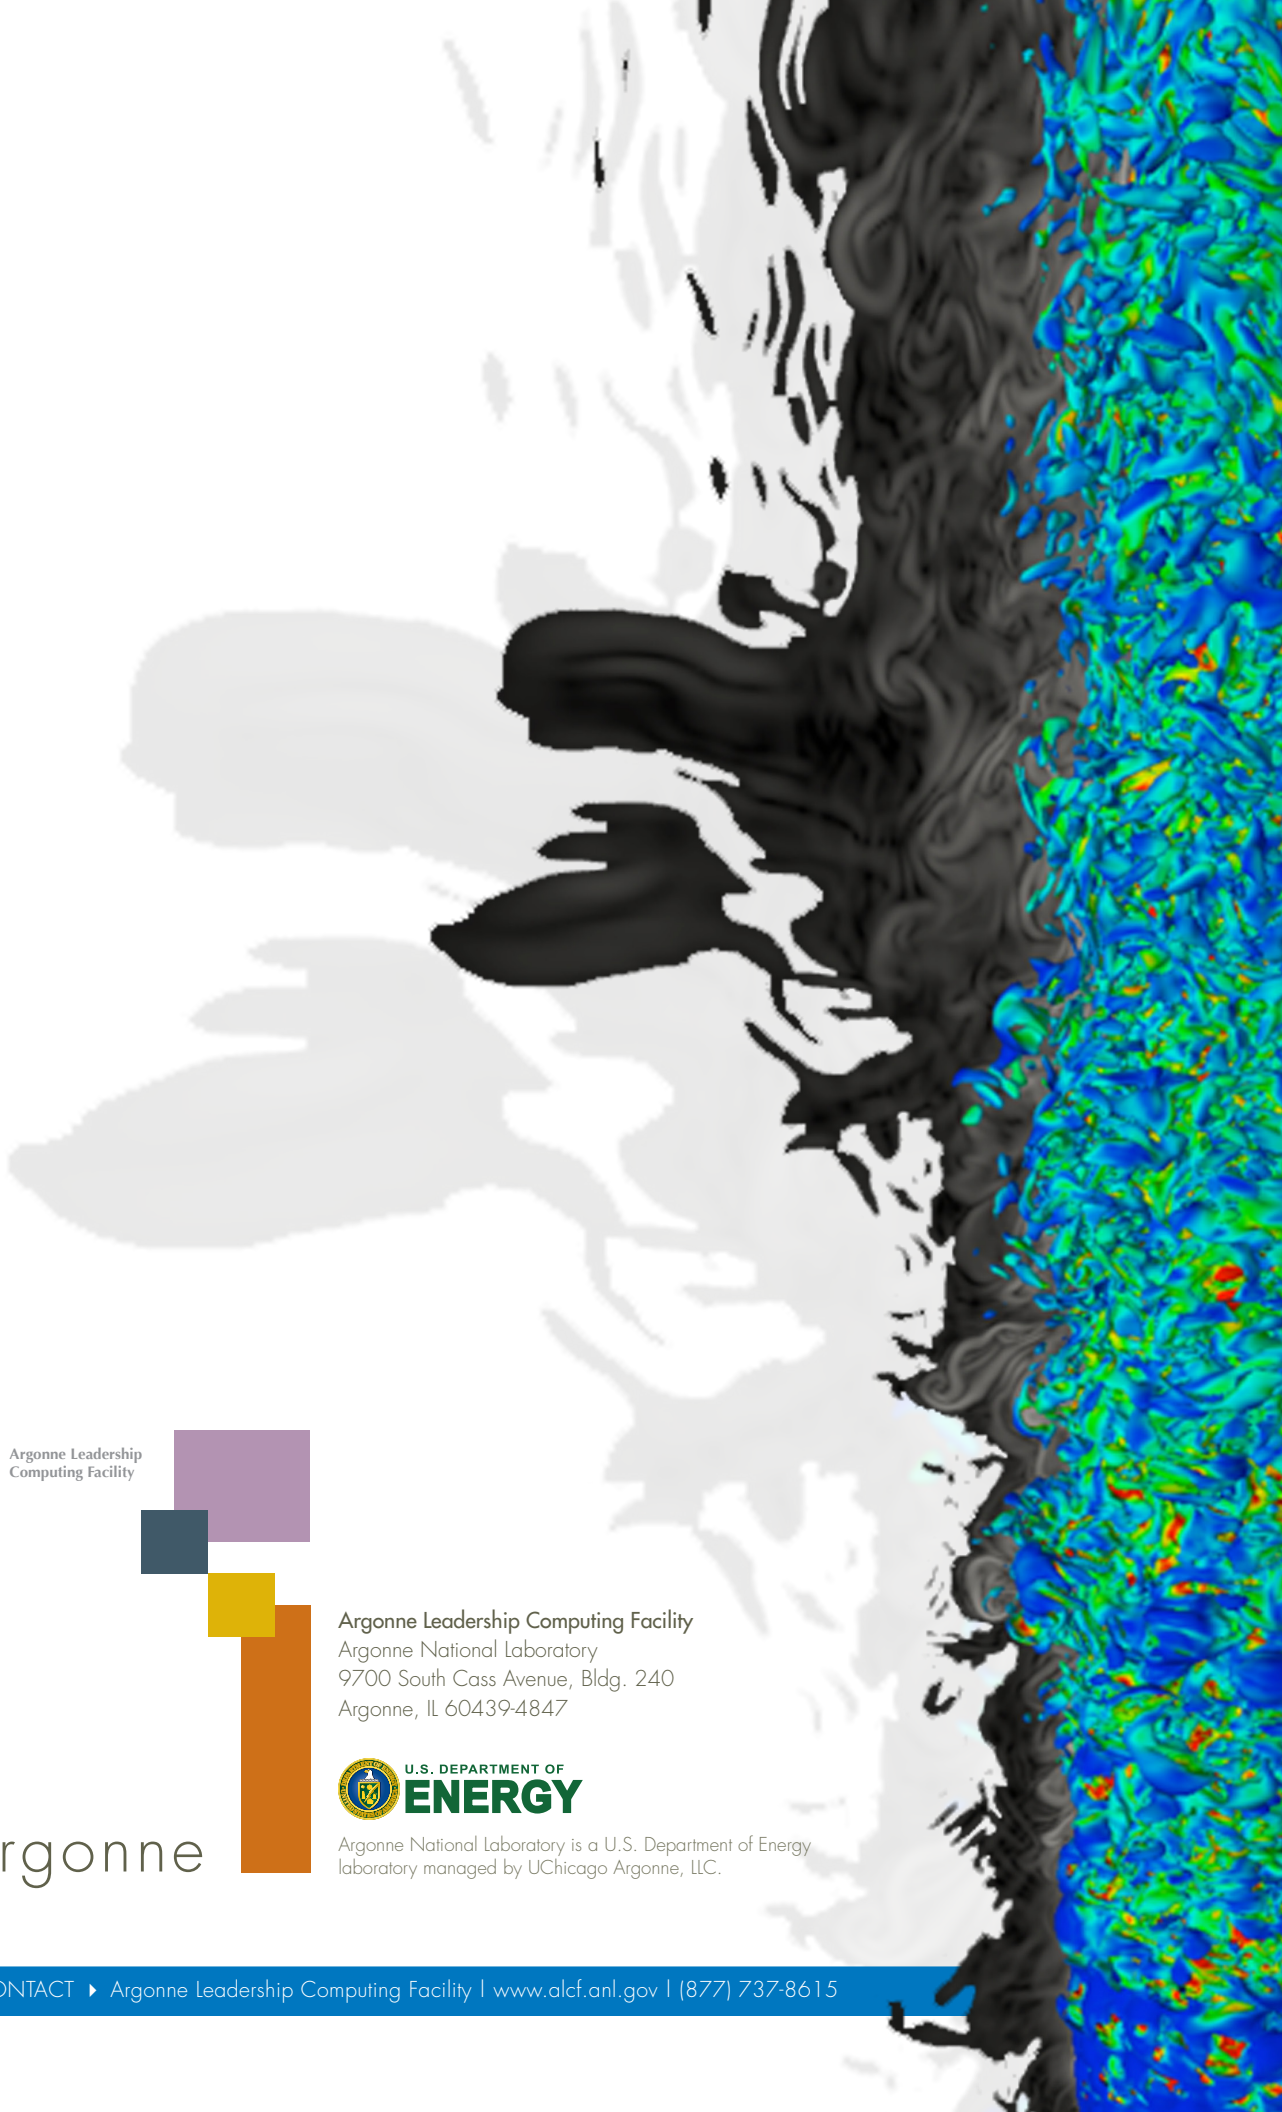 Argonne Leadership
Computing Facility
Argonne Leadership Computing Facility
Argonne National Laboratory
9700 South Cass Avenue, Bldg. 240
Argonne, IL 60439-4847
U.S. DEPARTMENT OF
ENERGY
rgonne
Argonne National Laboratory is a U.S. Department of Energy
laboratory managed by UChicago Argonne, LLC.
ONTACT ▸ Argonne Leadership Computing Facility | www.alcf.anl.gov | (877) 737-8615